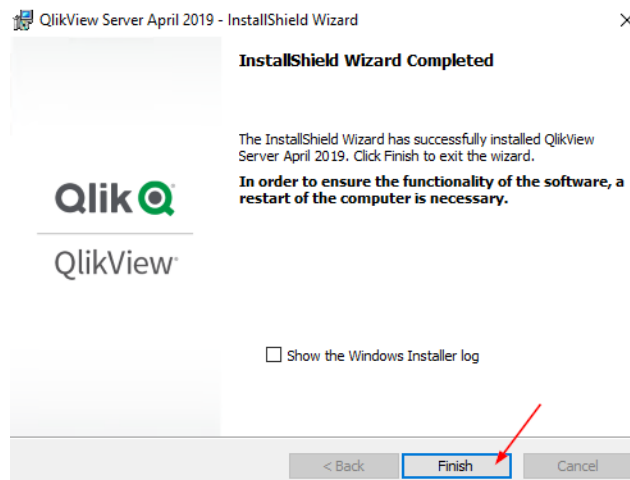 QlikView Server April 2019 - InstallShield Wizard
InstallShield Wizard Completed
The InstallShield Wizard has successfully installed QlikView
Server April 2019. Click Finish to exit the wizard.
In order to ensure the functionality of the software, a
restart of the computer is necessary.
Qlik
QlikView
Show the Windows Installer log
< Back
Finish
Cancel